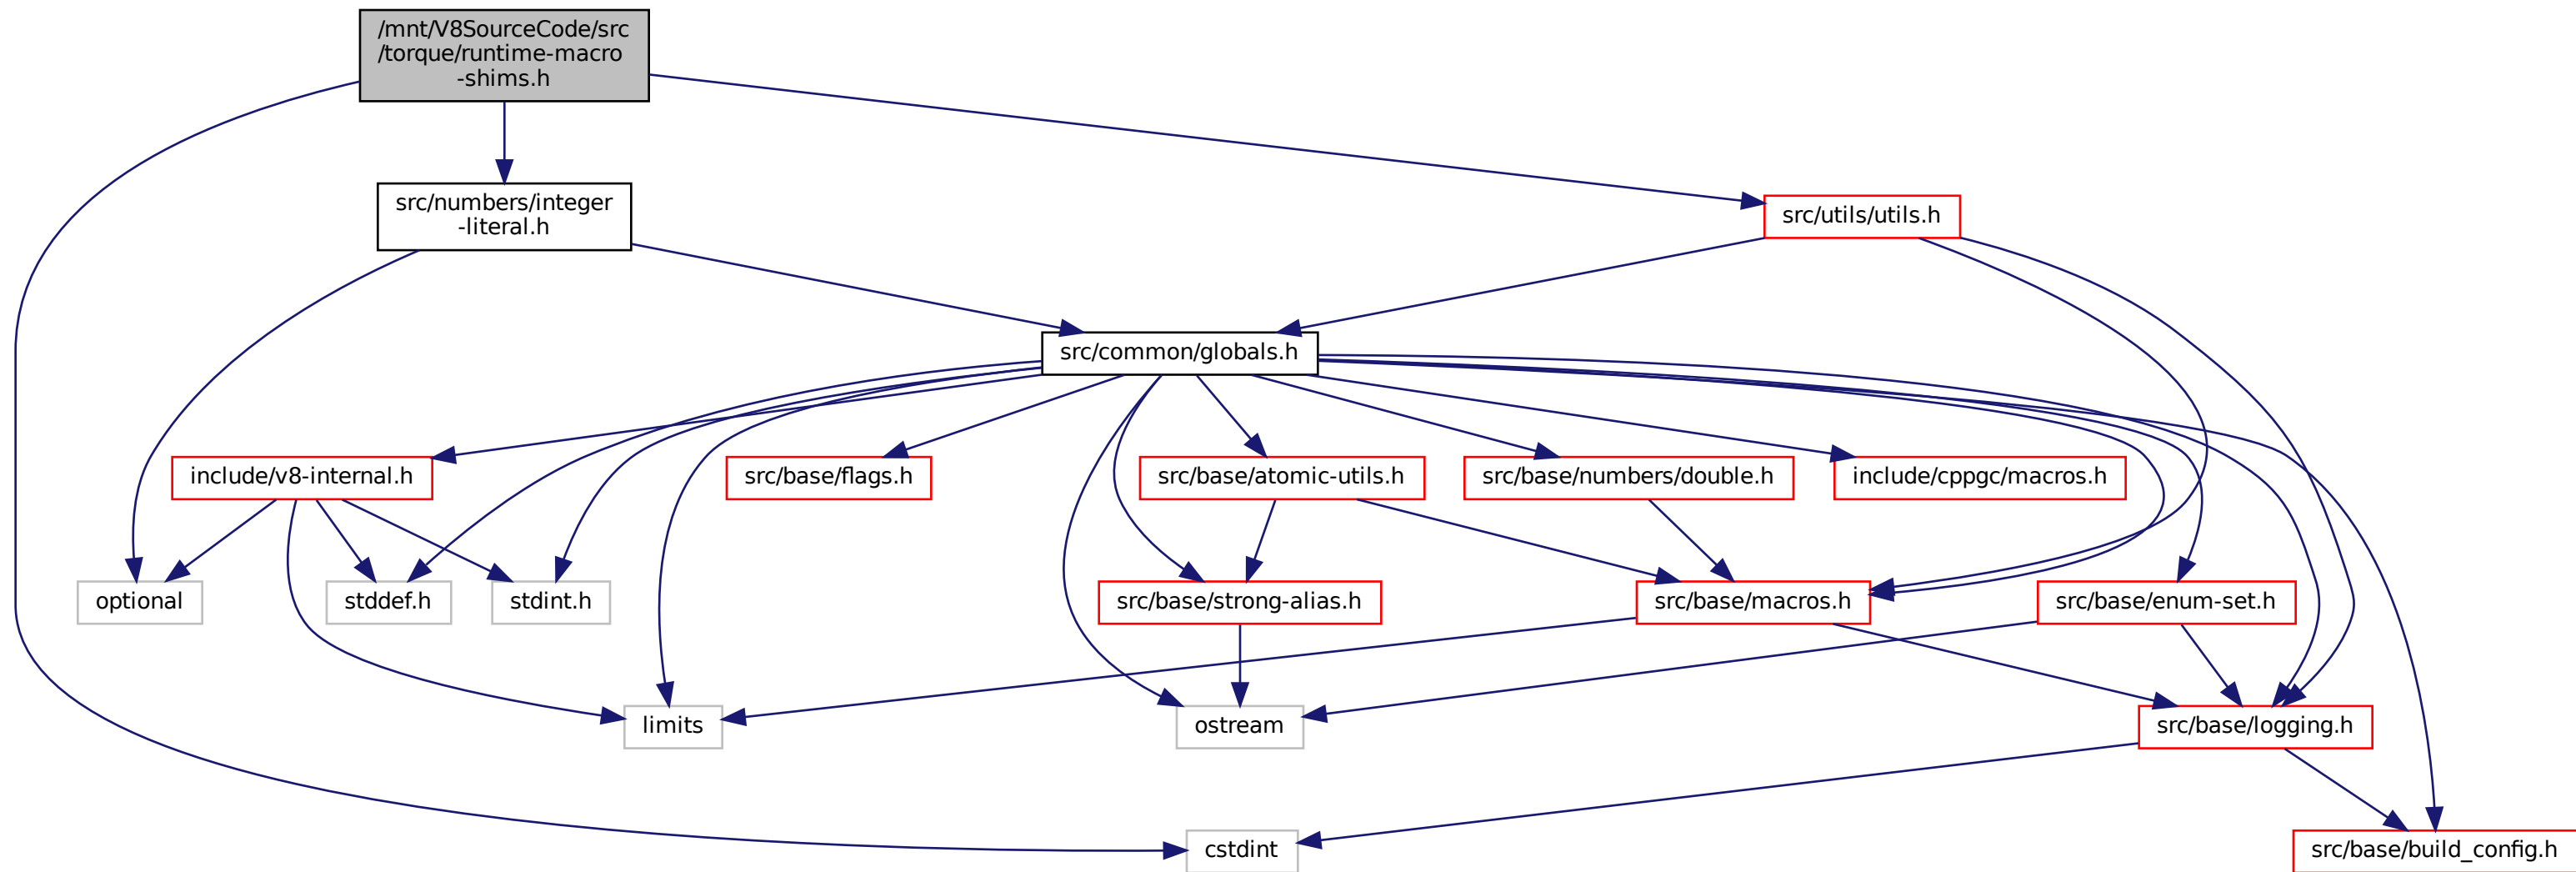 /mnt/V8SourceCode/src
/torque/runtime-macro
-shims.h
src/numbers/integer
-literal.h
src/utils/utils.h
src/common/globals.h
include/v8-internal.h
src/base/flags.h
src/base/atomic-utils.h
src/base/numbers/double.h
include/cppgc/macros.h
optional
stddef.h
stdint.h
src/base/strong-alias.h
src/base/macros.h
src/base/enum-set.h
limits
ostream
src/base/logging.h
cstdint
src/base/build_config.h